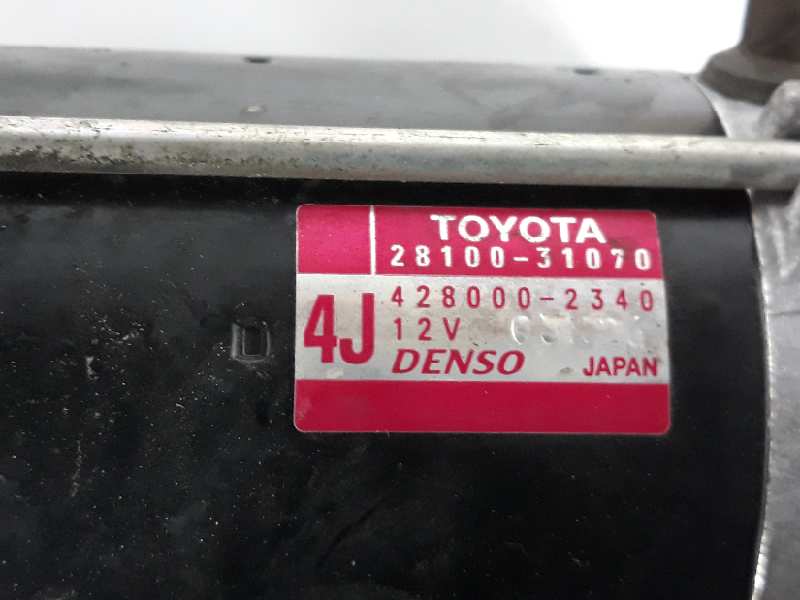 TOYOTA
28100-31070
4J
428000-2340
12V
DENSO JAPAN
D